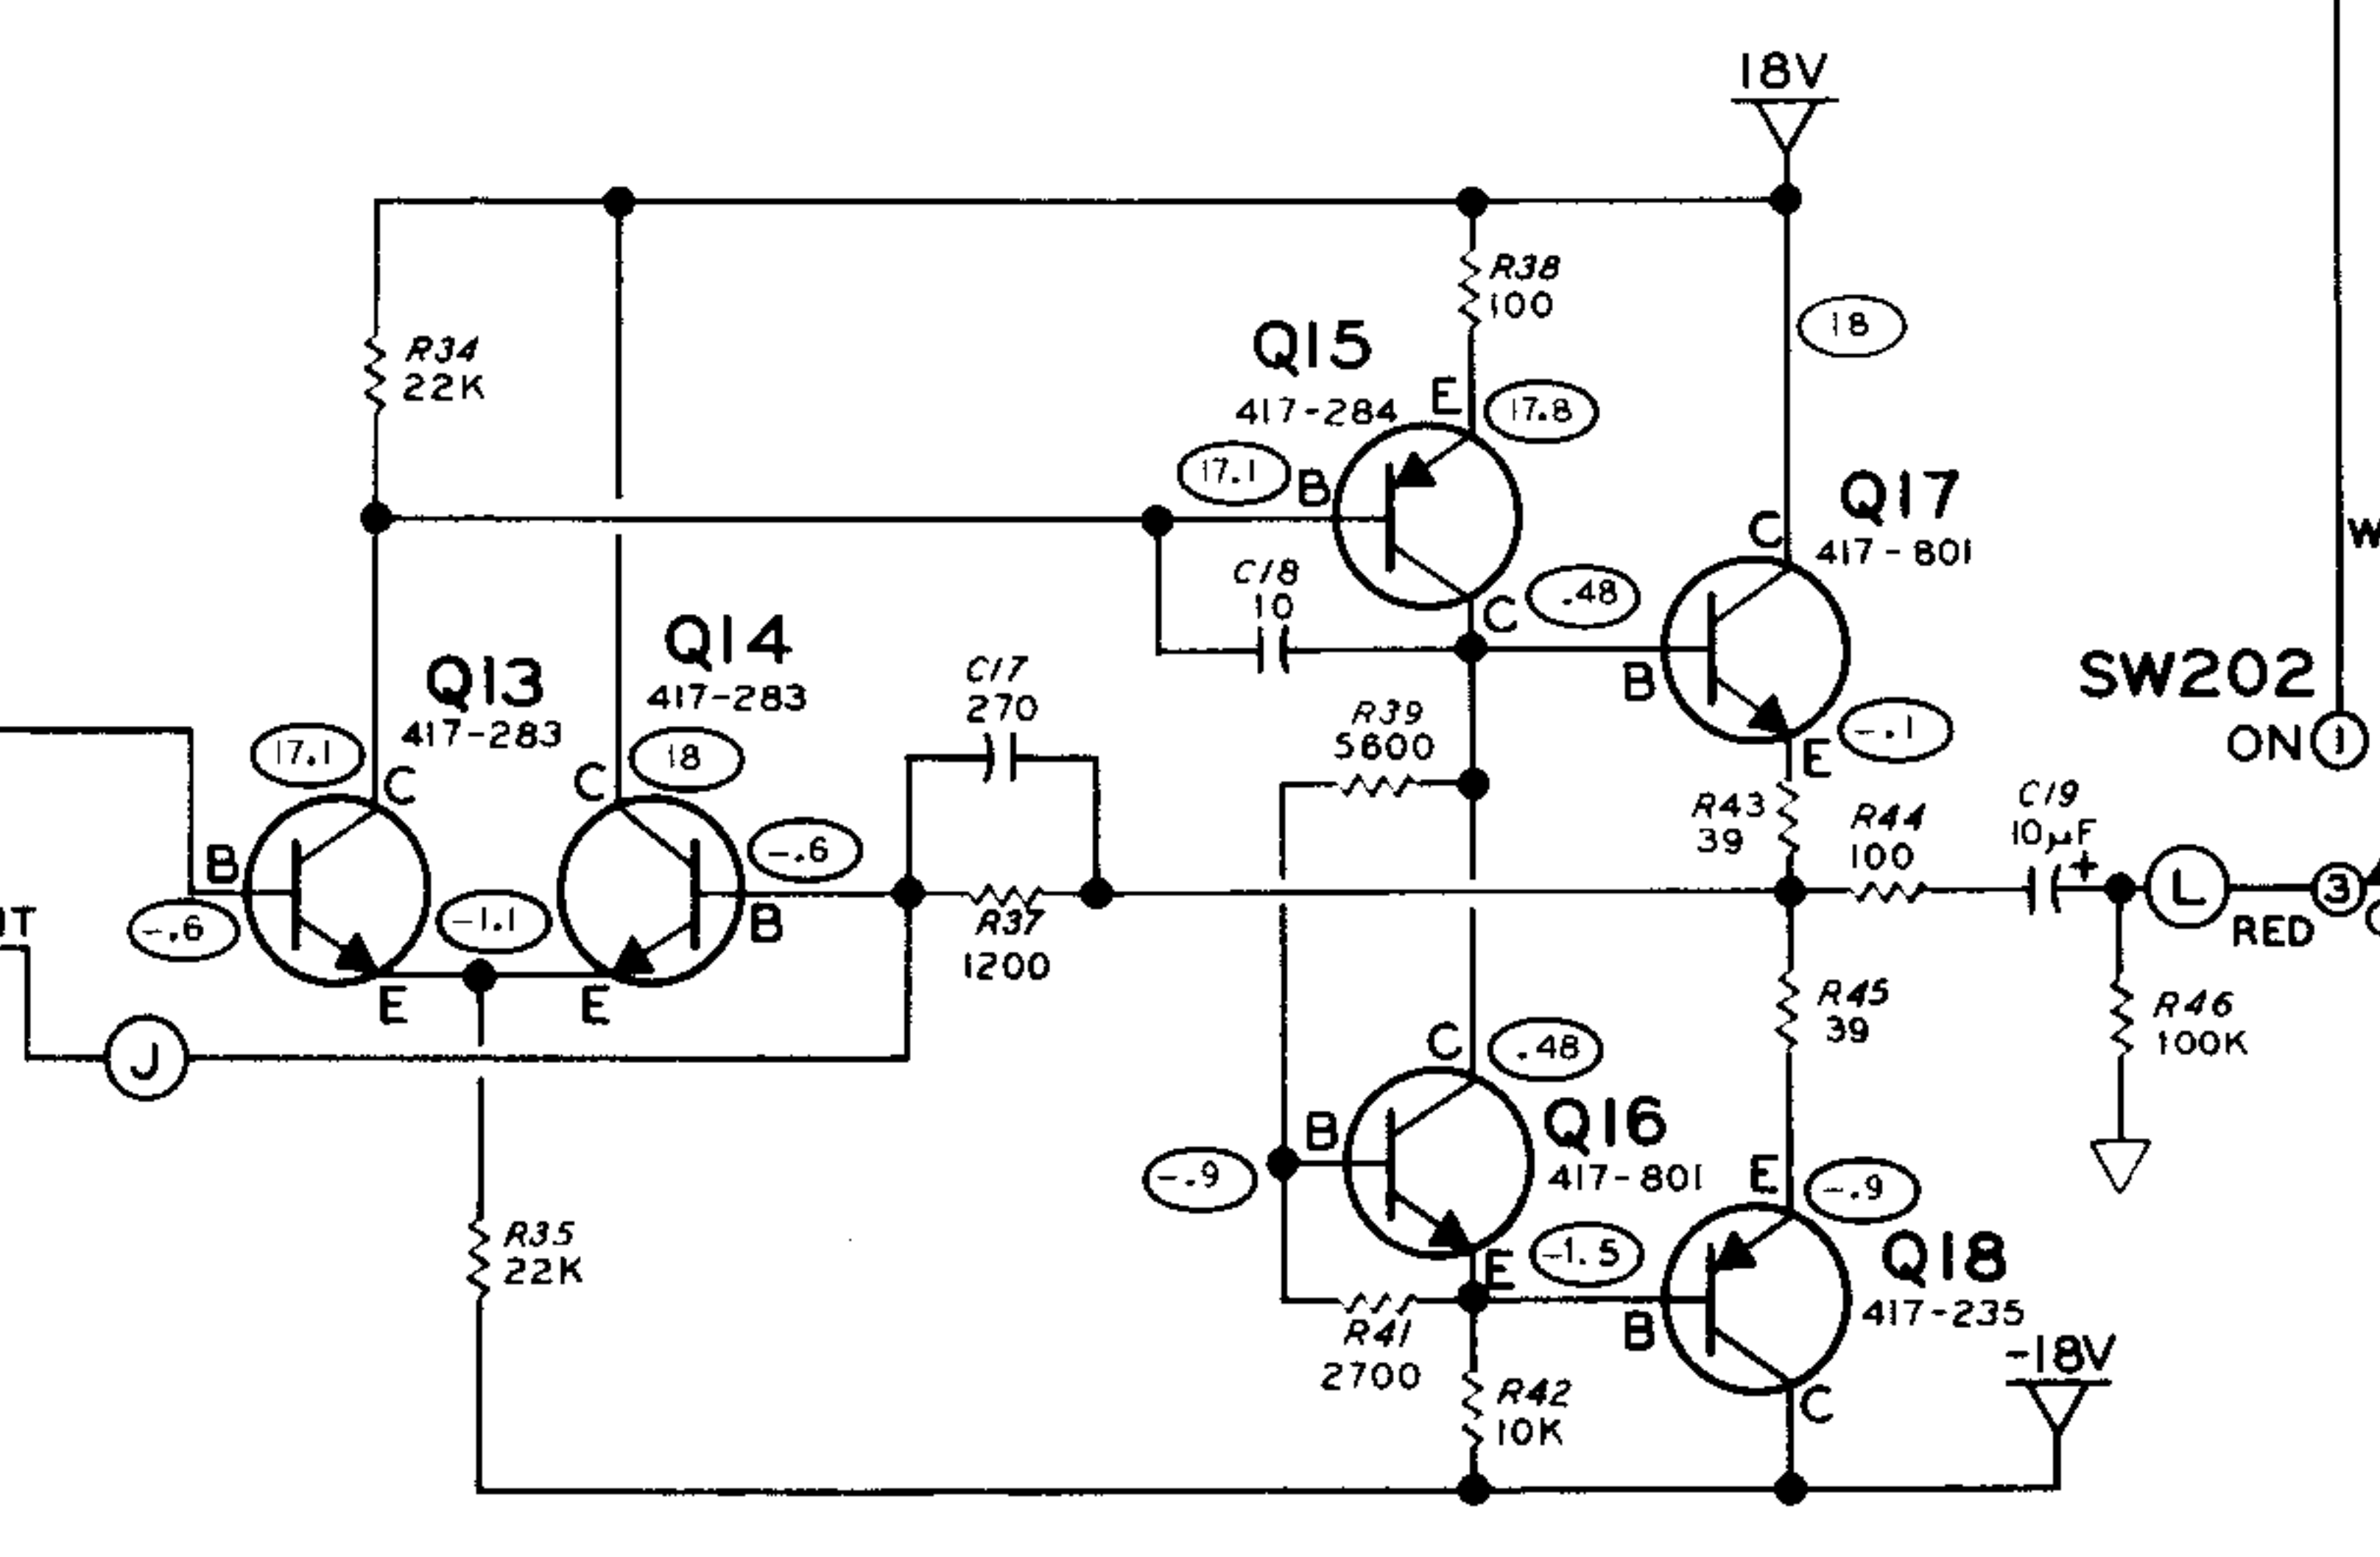 18V
R38
100
18
Q15
417-284
E
17.8
R34
22K
17.1
B
Q17
417-801
C
C18
10
C
.48
B
Q14
417-283
Q13
417-283
C17
270
R39
5600
-.1
E
SW202
ON
1
17.1
C
C
18
R43
39
R44
100
C19
10µF
+
B
-.6
-1.1
-.6
B
R37
1200
L
RED
3
E
E
R45
39
R46
100K
J
C
.48
B
Q16
417-801
-.9
E
-1.5
E
-.9
Q18
417-235
B
R35
22K
R41
2700
R42
10K
C
-18V